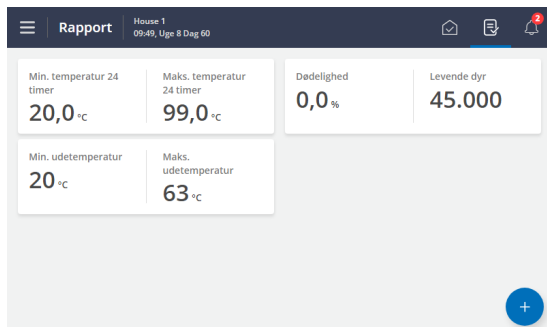 Rapport
House 1
09:49, Uge 8 Dag 60
2
Min. temperatur 24
timer
20,0 °C
Maks. temperatur
24 timer
99,0 °C
Dødelighed
0,0 %
Levende dyr
45.000
Min. udetemperatur
20 °C
Maks.
udetemperatur
63 °C
+